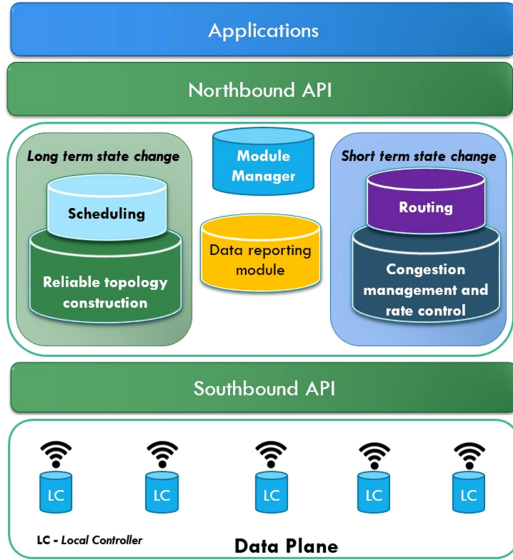 Applications
Northbound API
Long term state change
Scheduling
Reliable topology
construction
Module
Manager
Data reporting
module
Short term state change
Routing
Congestion
management and
rate control
Southbound API
LC
LC
LC
LC
LC
LC - Local Controller
Data Plane